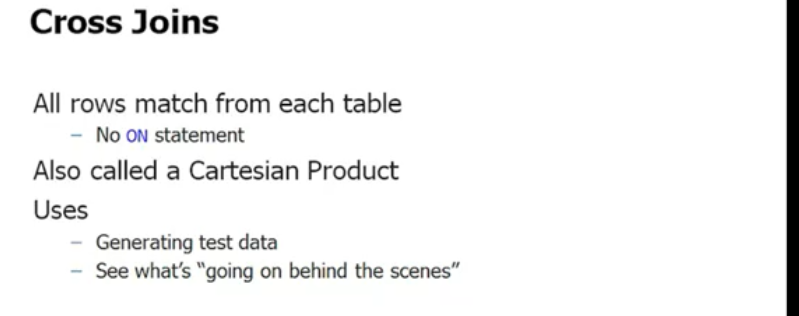 Cross Joins
All rows match from each table
– No ON statement
Also called a Cartesian Product
Uses
– Generating test data
– See what's "going on behind the scenes"